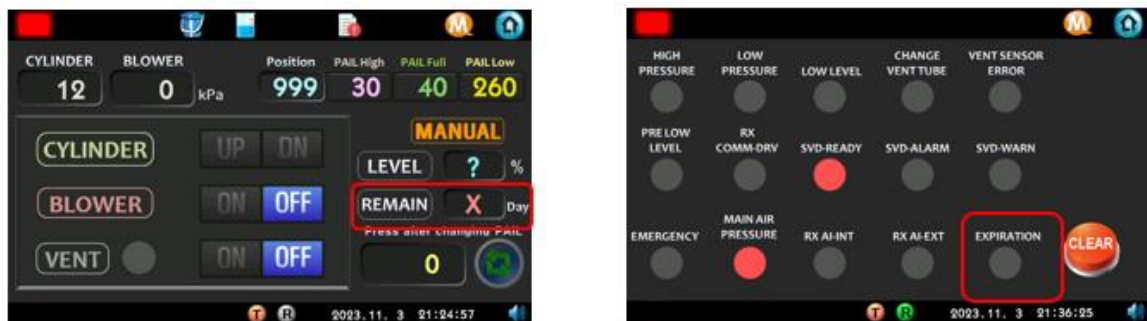 M
CYLINDER BLOWER Position PAIL High PAIL Full PAIL Low
12 0 kPa 999 30 40 260
MANUAL
CYLINDER UP DN
LEVEL ? %
BLOWER ON OFF
REMAIN X Day
Press after changing PAIL
VENT ON OFF
0
T R 2023. 11. 3 21:24:57
M
HIGH PRESSURE
LOW PRESSURE
LOW LEVEL
CHANGE VENT TUBE
VENT SENSOR ERROR
PRE LOW LEVEL
RX COMM-DRV
SVD-READY
SVD-ALARM
SVD-WARN
EMERGENCY
MAIN AIR PRESSURE
RX AI-INT
RX AI-EXT
EXPIRATION
CLEAR
T R 2023. 11. 3 21:36:25